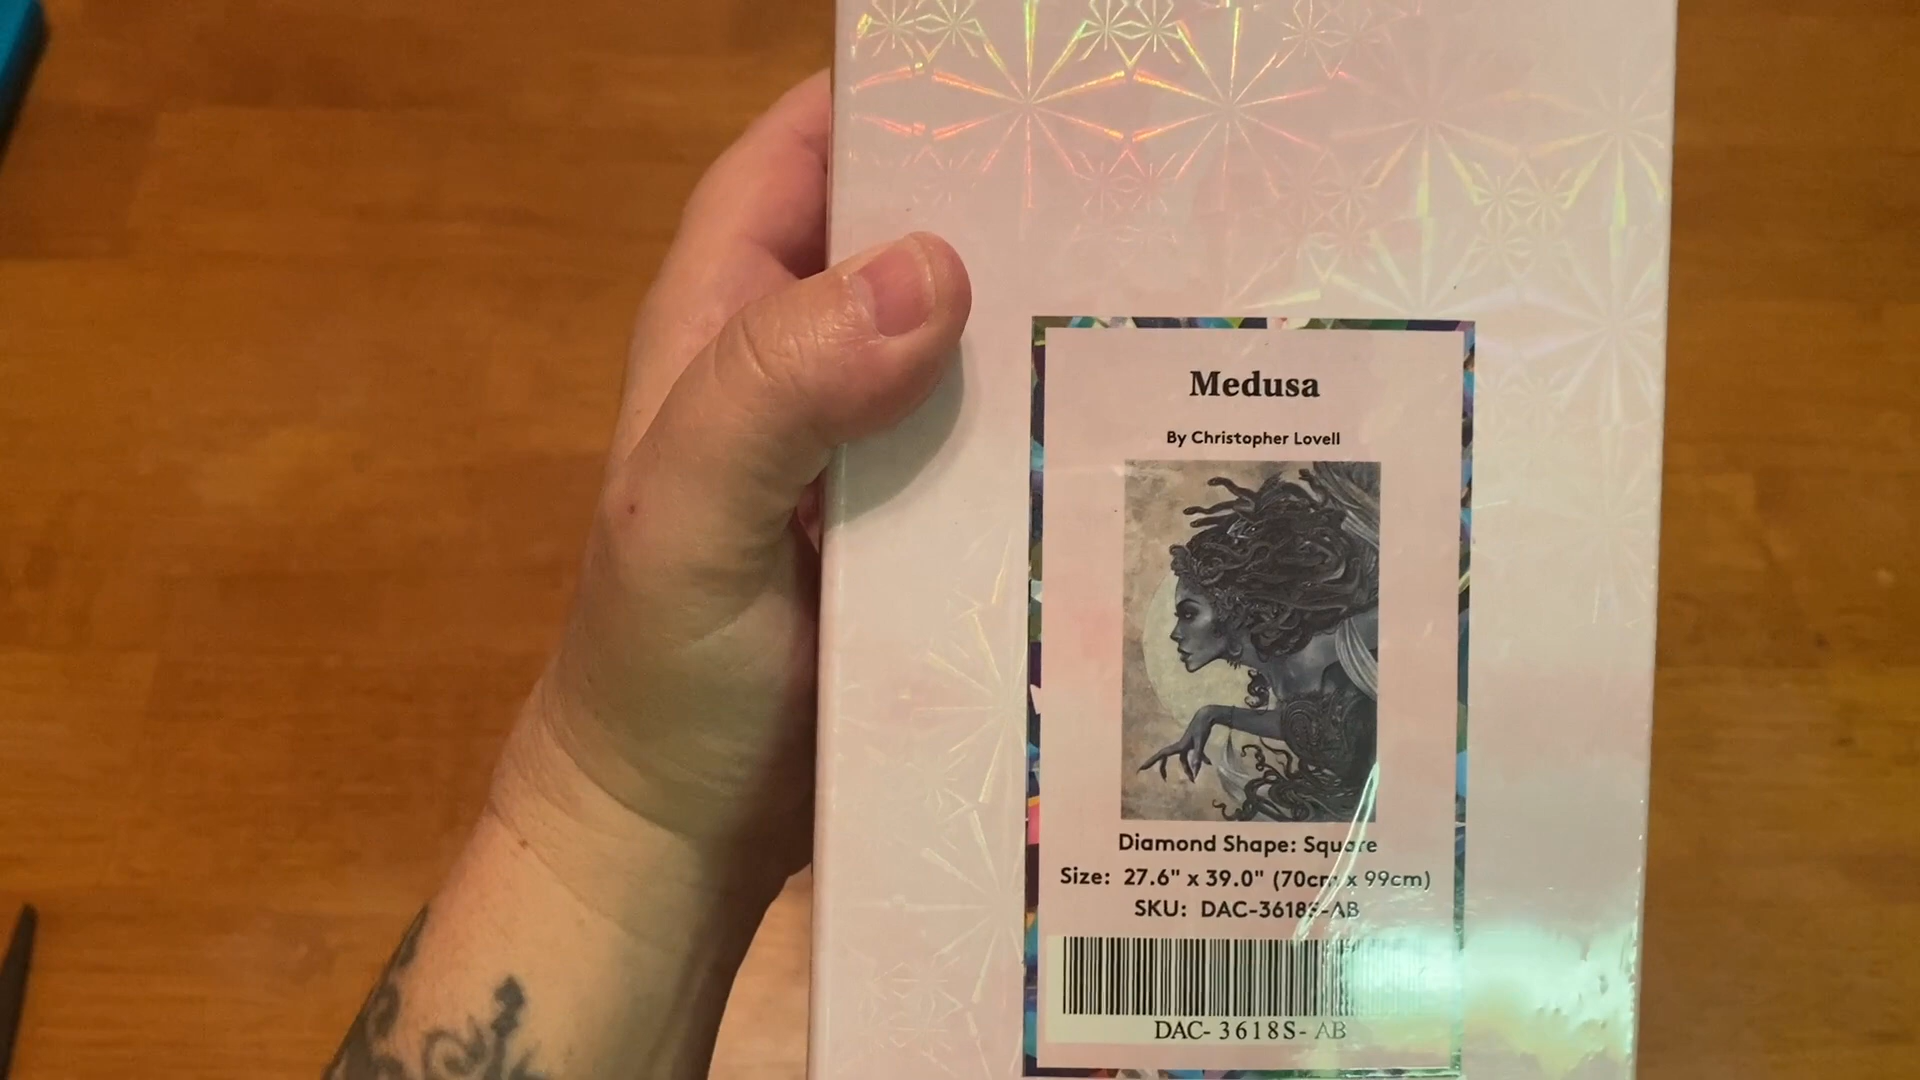 Medusa
By Christopher Lovell
Diamond Shape: Square
Size: 27.6" x 39.0" (70cm x 99cm)
SKU: DAC-3618S-AB
DAC- 3618S- AB